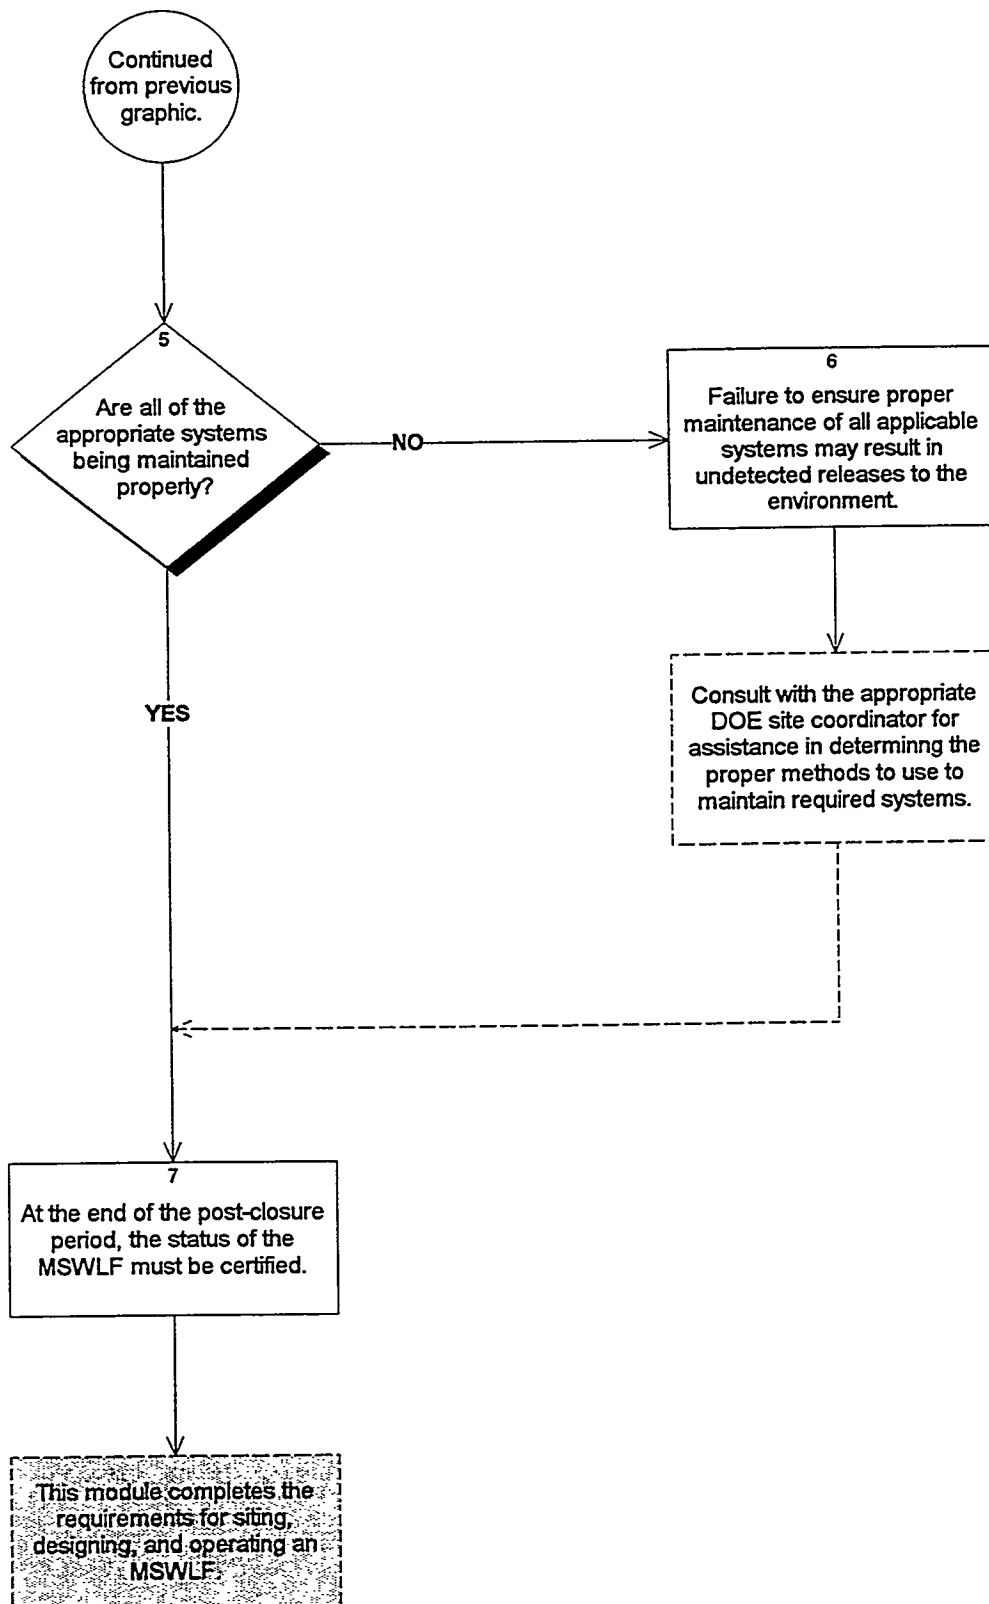 Continued
from previous
graphic.
5
Are all of the
appropriate systems
being maintained
properly?
NO
6
Failure to ensure proper
maintenance of all applicable
systems may result in
undetected releases to the
environment.
Consult with the appropriate
DOE site coordinator for
assistance in determinng the
proper methods to use to
maintain required systems.
YES
7
At the end of the post-closure
period, the status of the
MSWLF must be certified.
This module completes the
requirements for siting,
designing, and operating an
MSWLF.